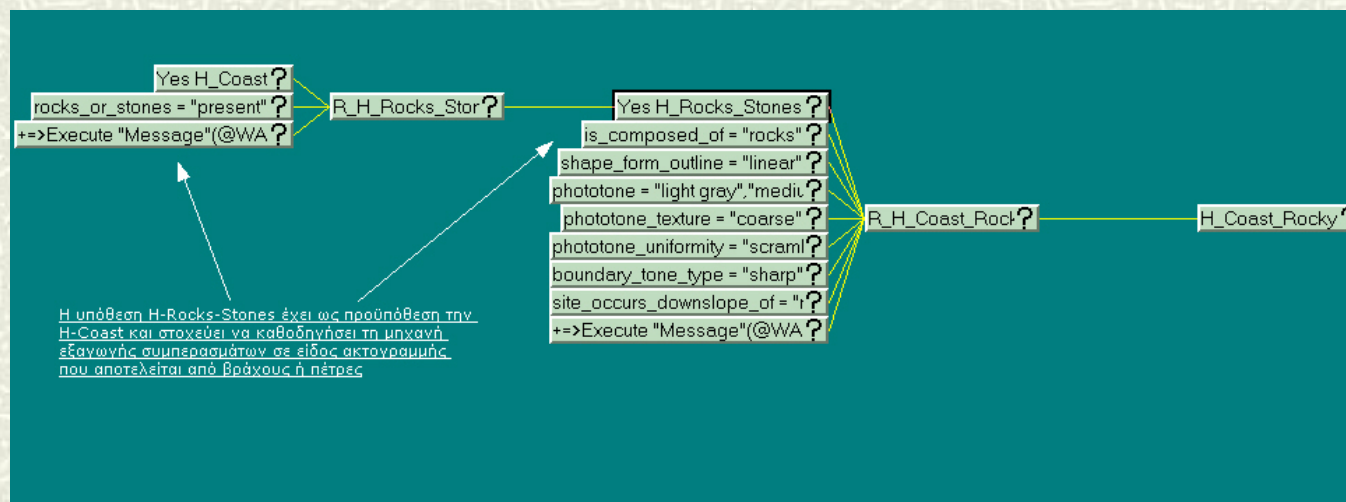 Yes H_Coast?
rocks_or_stones = "present"?
+=>Execute "Message"(@WA?
R_H_Rocks_Stor?
Yes H_Rocks_Stones?
is_composed_of = "rocks"?
shape_form_outline = "linear"?
phototone = "light gray","mediu?
phototone_texture = "coarse"?
phototone_uniformity = "scraml?
boundary_tone_type = "sharp"?
site_occurs_downslope_of = "r?
+=>Execute "Message"(@WA?
R_H_Coast_Rock?
H_Coast_Rocky?
Η υπόθεση H-Rocks-Stones έχει ως προϋπόθεση την
H-Coast και στοχεύει να καθοδηγήσει τη μηχανή
εξαγωγής συμπερασμάτων σε είδος ακτογραμμής
που αποτελείται από βράχους ή πέτρες